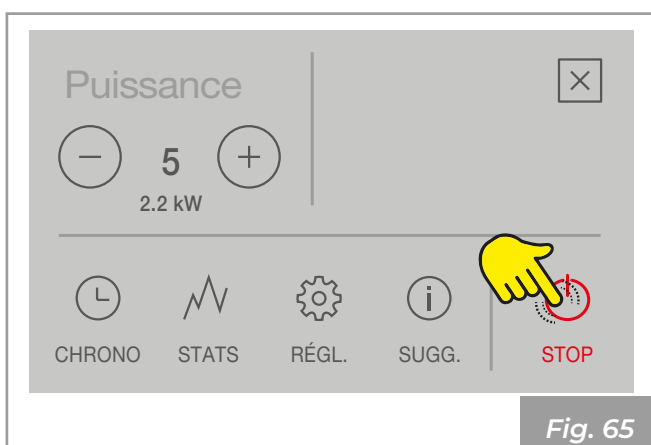 Puissance
5
2.2 kW
CHRONO STATS RÉGL. SUGG. STOP
Fig. 65